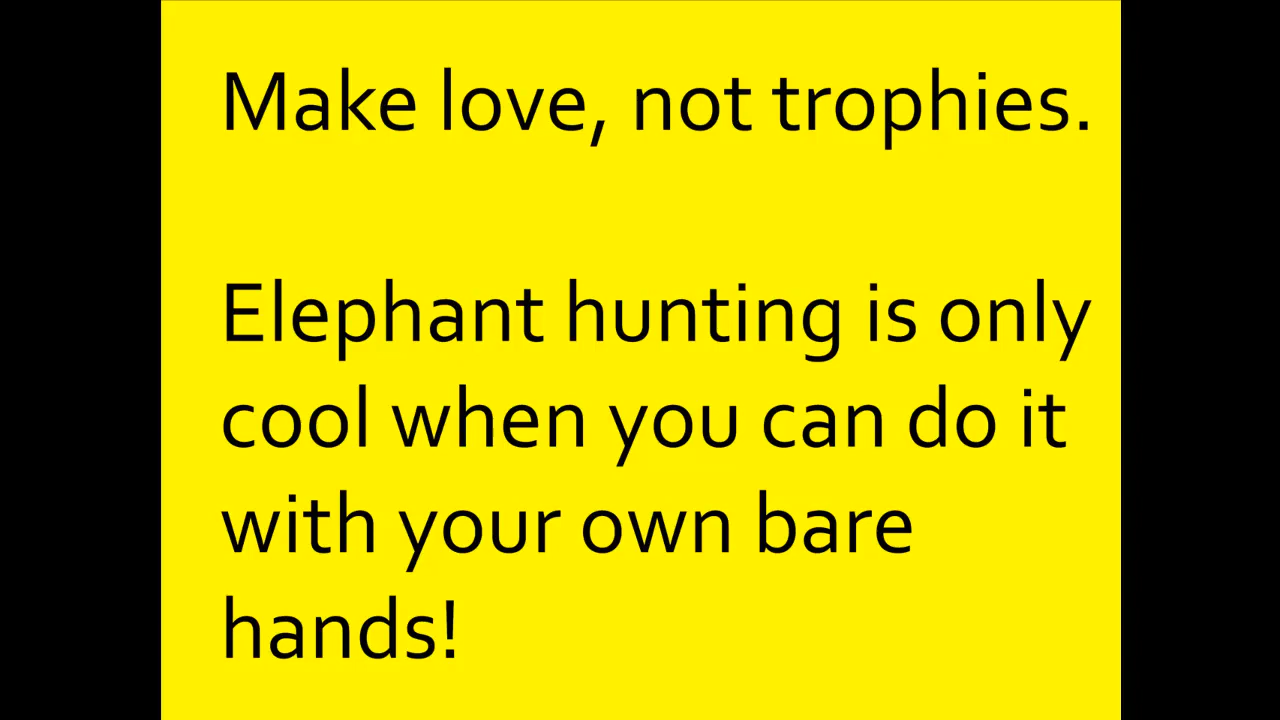 Make love, not trophies.
Elephant hunting is only
cool when you can do it
with your own bare
hands!